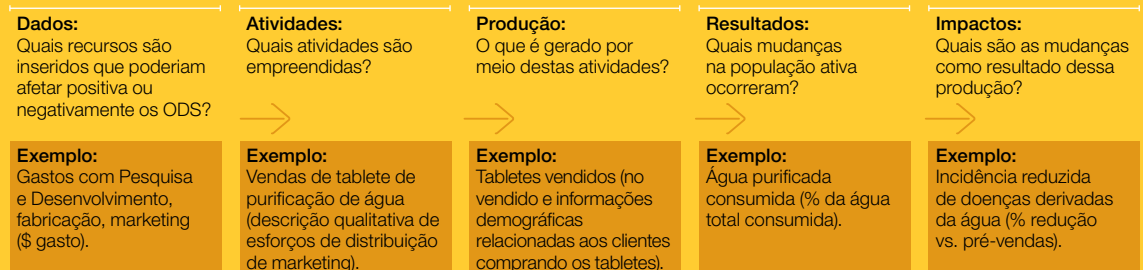 Dados:
Quais recursos são
inseridos que poderiam
afetar positiva ou
negativamente os ODS?
Atividades:
Quais atividades são
empreendidas?
Produção:
O que é gerado por
meio destas atividades?
Resultados:
Quais mudanças
na população ativa
ocorreram?
Impactos:
Quais são as mudanças
como resultado dessa
produção?
Exemplo:
Gastos com Pesquisa
e Desenvolvimento,
fabricação, marketing
($ gasto).
Exemplo:
Vendas de tablete de
purificação de água
(descrição qualitativa de
esforços de distribuição
de marketing).
Exemplo:
Tabletes vendidos (no
vendido e informações
demográficas
relacionadas aos clientes
comprando os tabletes).
Exemplo:
Água purificada
consumida (% da água
total consumida).
Exemplo:
Incidência reduzida
de doenças derivadas
da água (% redução
vs. pré-vendas).